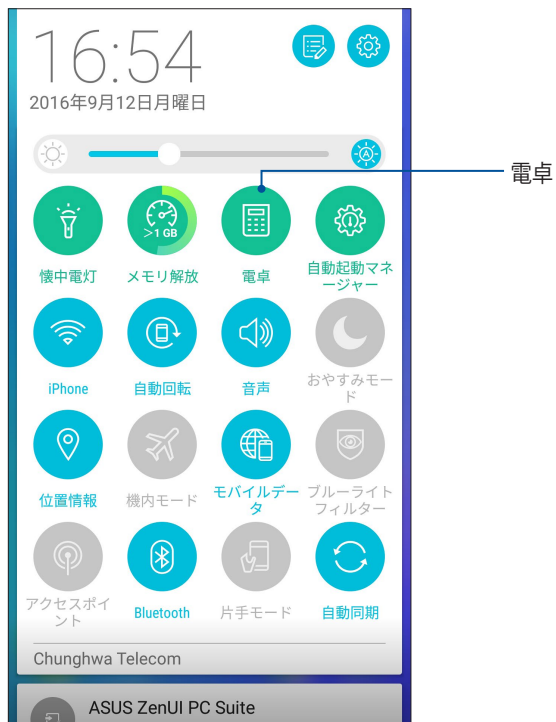 16:54
2016年9月12日月曜日
A
電卓
>1 GB
懐中電灯
メモリ解放
電卓
自動起動マネ
ージャー
iPhone
自動回転
音声
おやすみモー
ド
位置情報
機内モード
モバイルデー
タ
ブルーライト
フィルター
アクセスポイ
ント
Bluetooth
片手モード
自動同期
Chunghwa Telecom
ASUS ZenUI PC Suite